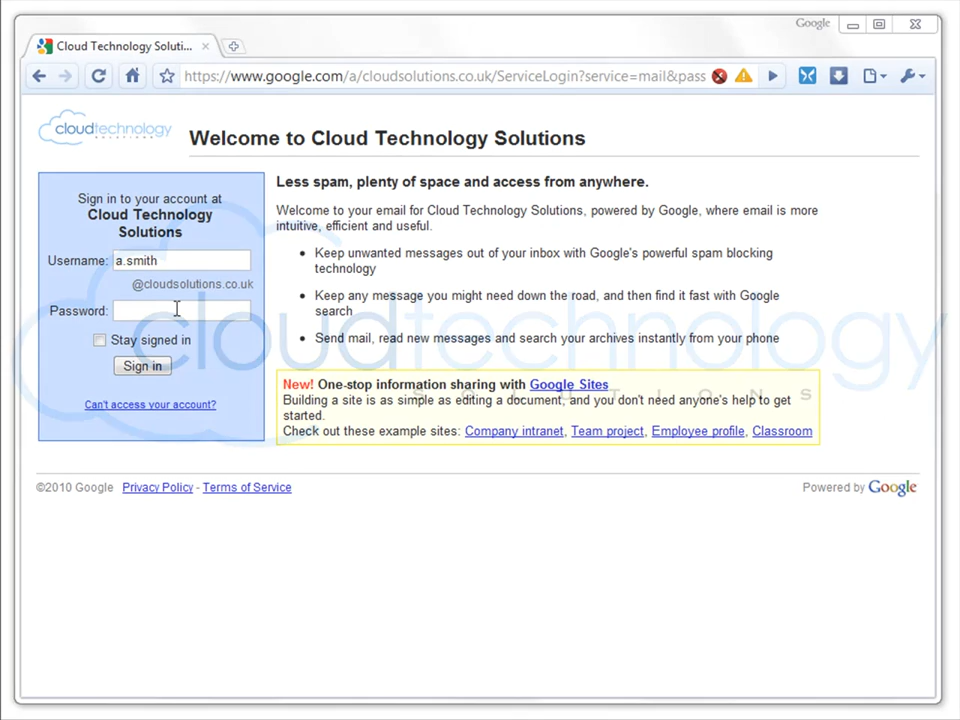 Google
Cloud Technology Soluti...
https://www.google.com/a/cloudsolutions.co.uk/ServiceLogin?service=mail&pass
cloudtechnology
SOLUTIONS
Welcome to Cloud Technology Solutions
Sign in to your account at
Cloud Technology
Solutions
Username: a.smith
@cloudsolutions.co.uk
Password:
Stay signed in
Sign in
Can't access your account?
Less spam, plenty of space and access from anywhere.
Welcome to your email for Cloud Technology Solutions, powered by Google, where email is more
intuitive, efficient and useful.
Keep unwanted messages out of your inbox with Google's powerful spam blocking
technology
Keep any message you might need down the road, and then find it fast with Google
search
Send mail, read new messages and search your archives instantly from your phone
New! One-stop information sharing with Google Sites
Building a site is as simple as editing a document, and you don't need anyone's help to get
started.
Check out these example sites: Company intranet, Team project, Employee profile, Classroom
cloudtechnology
SOLUTIONS
©2010 Google Privacy Policy - Terms of Service
Powered by Google